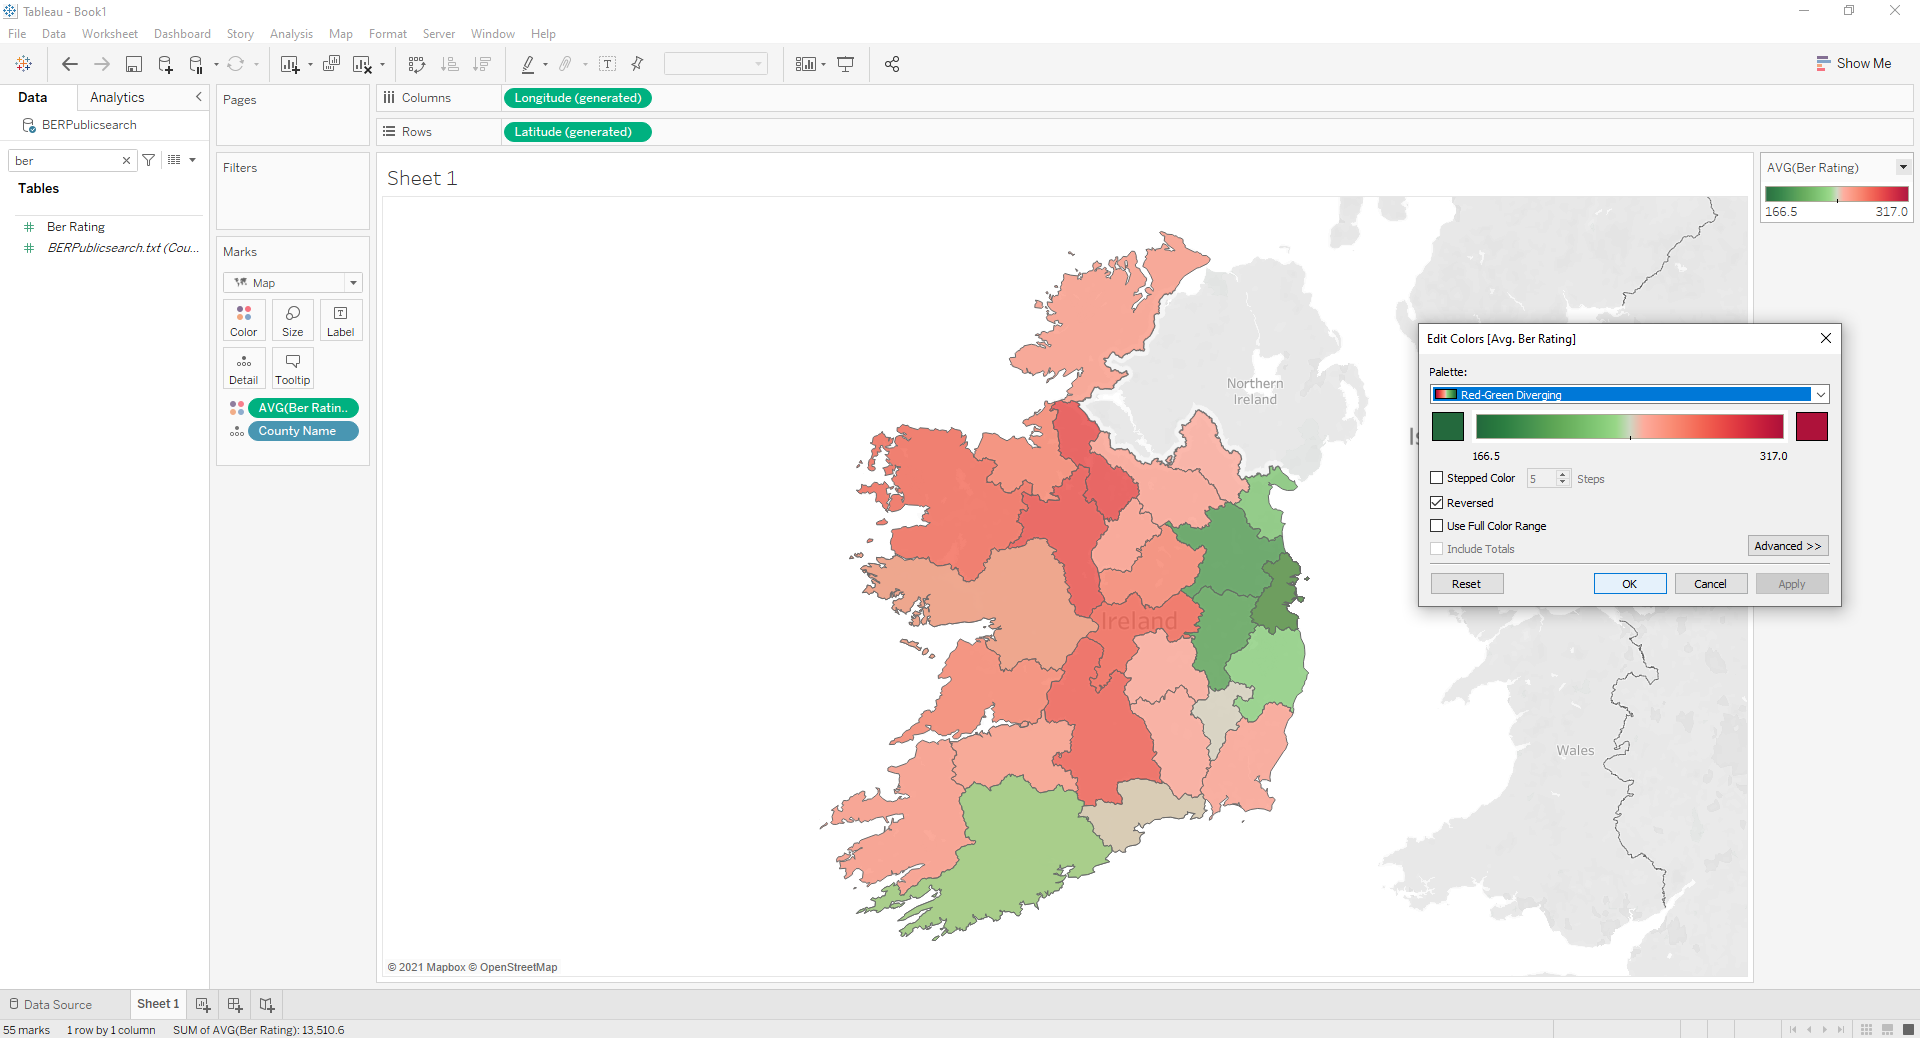 Tableau - Book1
File Data Worksheet Dashboard Story Analysis Map Format Server Window Help
Show Me
Data Analytics
BERPublicsearch
ber
Tables
Ber Rating
BERPublicsearch.txt (Cou...
Pages
Filters
Marks
Map
Color Size Label
Detail Tooltip
AVG(Ber Ratin..
County Name
Columns Longitude (generated)
Rows Latitude (generated)
Sheet 1
Northern
Ireland
Ireland
Wales
© 2021 Mapbox © OpenStreetMap
AVG(Ber Rating)
166.5 317.0
Edit Colors [Avg. Ber Rating]
Palette:
Red-Green Diverging
166.5 317.0
Stepped Color 5 Steps
Reversed
Use Full Color Range
Include Totals
Advanced >>
Reset OK Cancel Apply
Data Source Sheet 1
55 marks 1 row by 1 column SUM of AVG(Ber Rating): 13,510.6